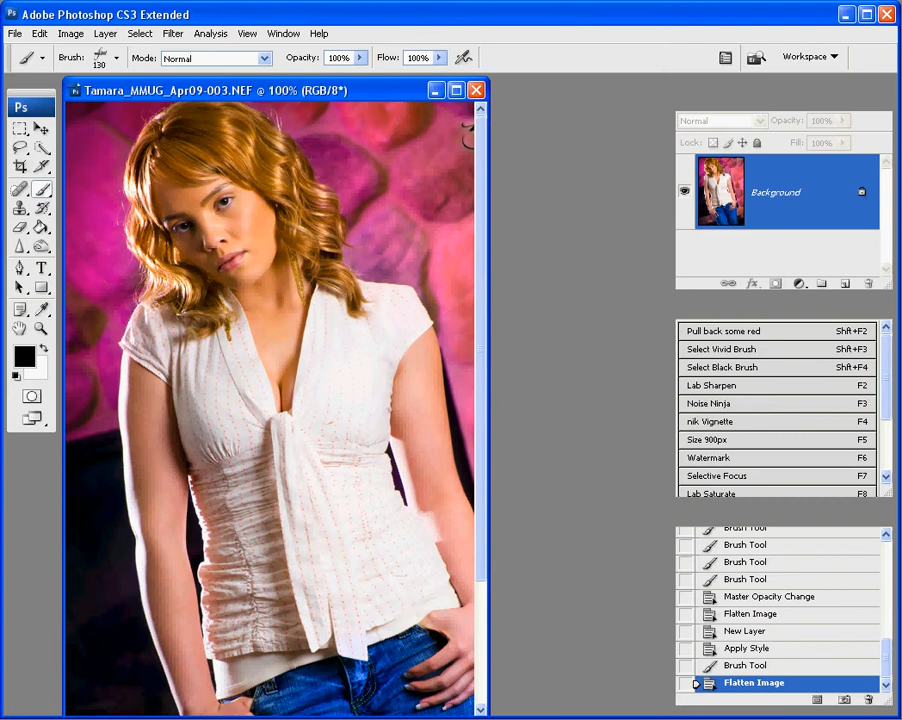 Adobe Photoshop CS3 Extended
File Edit Image Layer Select Filter Analysis View Window Help
Brush: 130 Mode: Normal Opacity: 100% Flow: 100% Workspace
Tamara_MMUG_Apr09-003.NEF @ 100% (RGB/8*)
Ps
T
Normal Opacity: 100%
Lock: Fill: 100%
Background
Pull back some red Shft+F2
Select Vivid Brush Shft+F3
Select Black Brush Shft+F4
Lab Sharpen F2
Noise Ninja F3
nik Vignette F4
Size 900px F5
Watermark F6
Selective Focus F7
Lab Saturate F8
Brush Tool
Brush Tool
Brush Tool
Brush Tool
Master Opacity Change
Flatten Image
New Layer
Apply Style
Brush Tool
Flatten Image